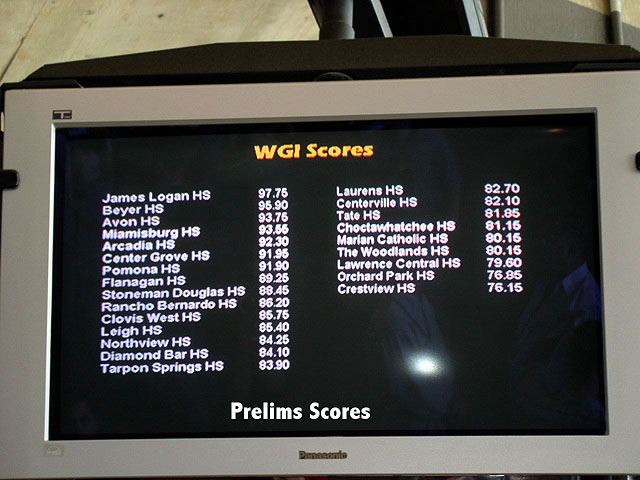 WGI Scores
James Logan HS 97.75
Beyer HS 95.90
Avon HS 93.75
Miamisburg HS 93.55
Arcadia HS 92.30
Center Grove HS 91.95
Pomona HS 91.90
Flanagan HS 89.25
Stoneman Douglas HS 88.45
Rancho Bernardo HS 86.20
Clovis West HS 85.75
Leigh HS 85.40
Northview HS 84.25
Diamond Bar HS 84.10
Tarpon Springs HS 83.90
Laurens HS 82.70
Centerville HS 82.10
Tate HS 81.85
Choctawhatchee HS 81.15
Marian Catholic HS 80.15
The Woodlands HS 80.15
Lawrence Central HS 79.60
Orchard Park HS 76.85
Crestview HS 76.15
Prelims Scores
Panasonic